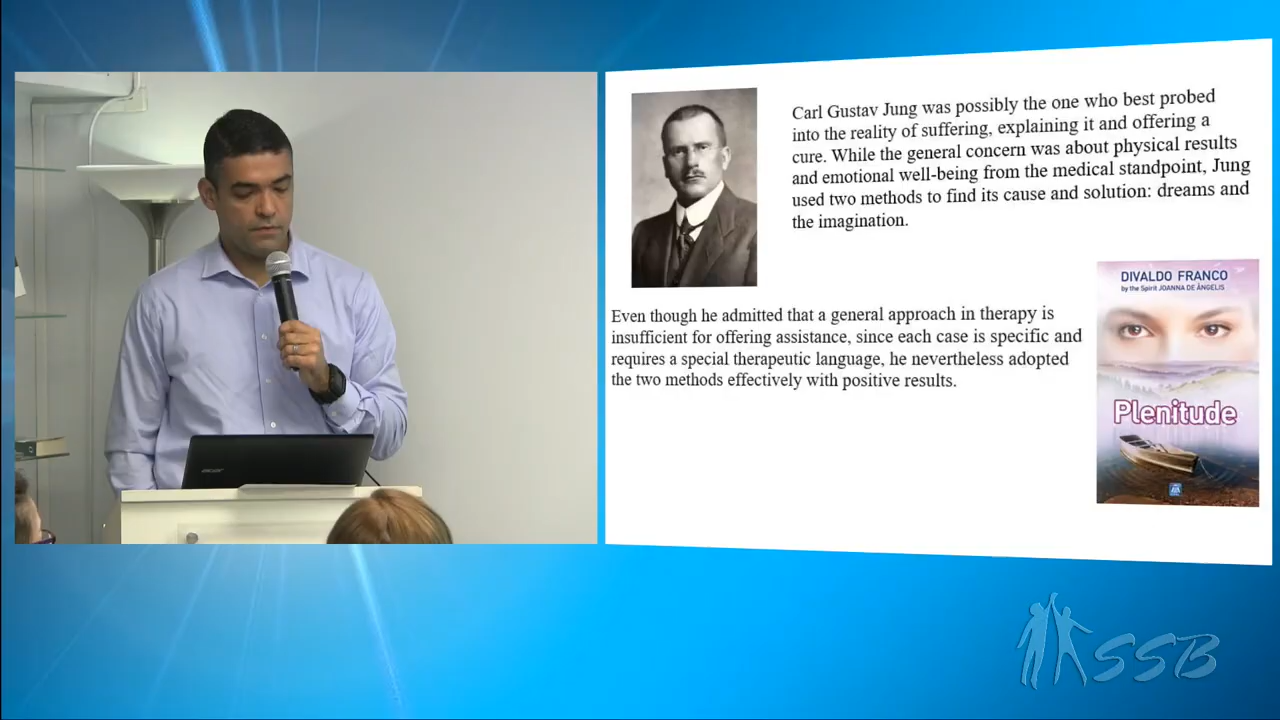 Carl Gustav Jung was possibly the one who best probed
into the reality of suffering, explaining it and offering a
cure. While the general concern was about physical results
and emotional well-being from the medical standpoint, Jung
used two methods to find its cause and solution: dreams and
the imagination.
Even though he admitted that a general approach in therapy is
insufficient for offering assistance, since each case is specific and
requires a special therapeutic language, he nevertheless adopted
the two methods effectively with positive results.
DIVALDO FRANCO
by the Spirit JOANNA DE ÂNGELIS
Plenitude
acer
SSB